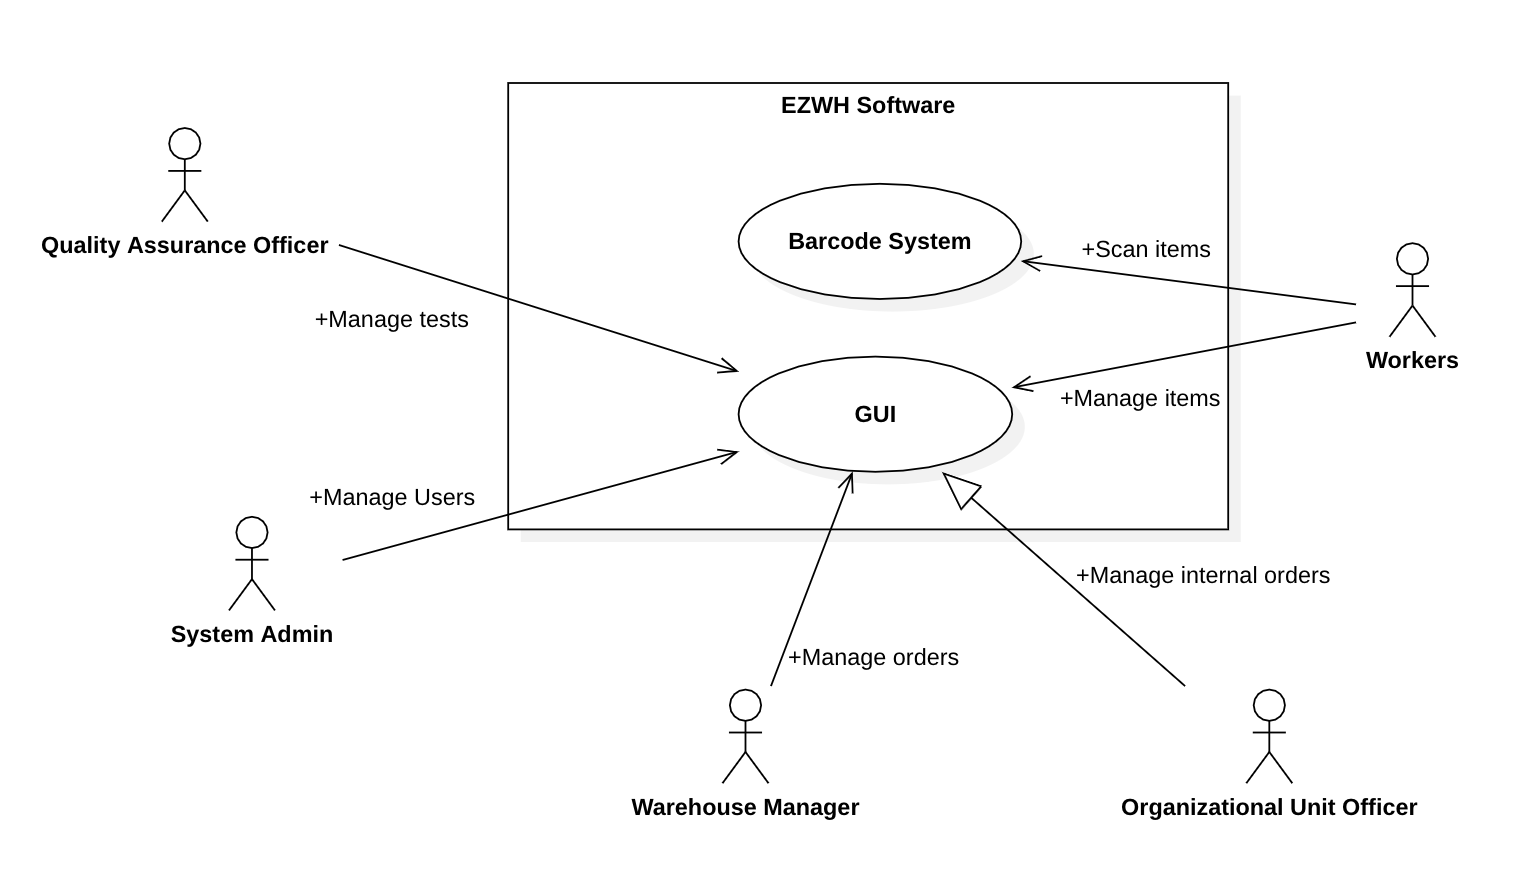 EZWH Software
Quality Assurance Officer
Barcode System
+Scan items
+Manage tests
Workers
+Manage items
GUI
+Manage Users
System Admin
+Manage internal orders
+Manage orders
Warehouse Manager
Organizational Unit Officer